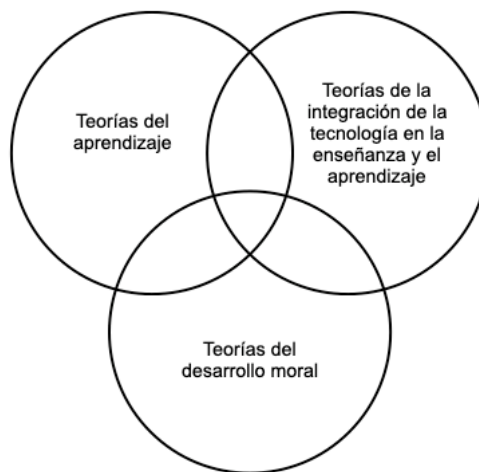 Teorías del
aprendizaje
Teorías de la
integración de la
tecnología en la
enseñanza y el
aprendizaje
Teorías del
desarrollo moral